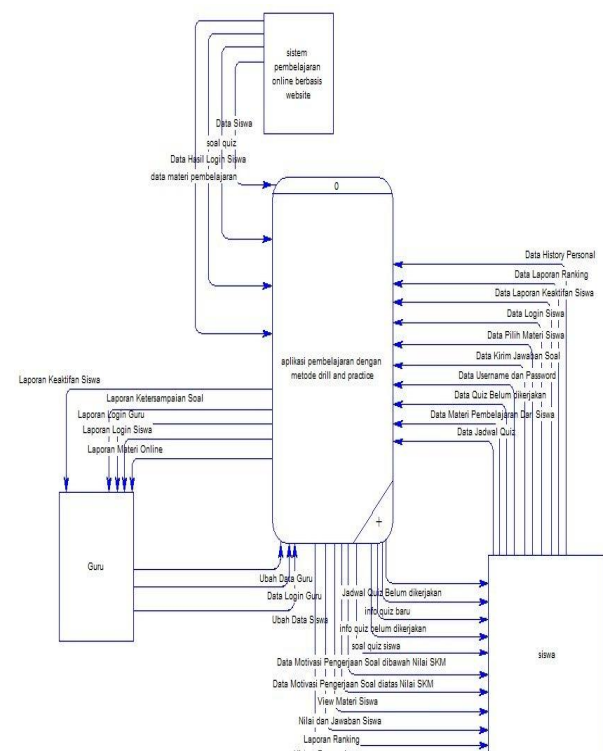 sistem
pembelajaran
online berbasis
website
Data Siswa
soal quiz
Data Hasil Login Siswa
data materi pembelajaran
0
aplikasi pembelajaran dengan
metode drill and practice
+
Data History Personal
Data Laporan Ranking
Data Laporan Keaktifan Siswa
Data Login Siswa
Data Pilih Materi Siswa
Data Kirim Jawaban Soal
Data Username dan Password
Data Quiz Belum dikerjakan
Data Materi Pembelajaran Dari Siswa
Data Jadwal Quiz
Laporan Keaktifan Siswa
Laporan Ketersampaian Soal
Laporan Login Guru
Laporan Login Siswa
Laporan Materi Online
Guru
Ubah Data Guru
Data Login Guru
Ubah Data Siswa
Jadwal Quiz Belum dikerjakan
info quiz baru
info quiz belum dikerjakan
soal quiz siswa
Data Motivasi Pengerjaan Soal dibawah Nilai SKM
Data Motivasi Pengerjaan Soal diatas Nilai SKM
View Materi Siswa
Nilai dan Jawaban Siswa
Laporan Ranking
siswa